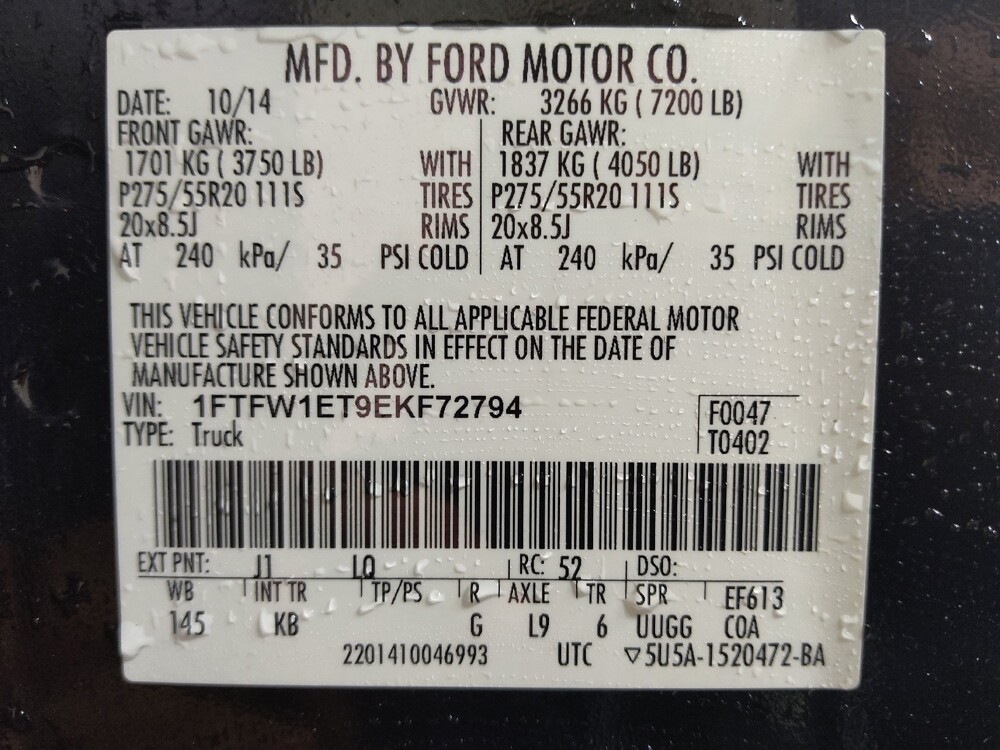 MFD. BY FORD MOTOR CO.
DATE: 10/14 GVWR: 3266 KG ( 7200 LB)
FRONT GAWR: REAR GAWR:
1701 KG ( 3750 LB) WITH 1837 KG ( 4050 LB) WITH
P275/55R20 111S TIRES P275/55R20 111S TIRES
20x8.5J RIMS 20x8.5J RIMS
AT 240 kPa/ 35 PSI COLD AT 240 kPa/ 35 PSI COLD
THIS VEHICLE CONFORMS TO ALL APPLICABLE FEDERAL MOTOR
VEHICLE SAFETY STANDARDS IN EFFECT ON THE DATE OF
MANUFACTURE SHOWN ABOVE.
VIN: 1FTFW1ET9EKF72794 F0047
TYPE: Truck T0402
EXT PNT: J1 LQ RC: 52 DSO:
WB INT TR TP/PS R AXLE TR SPR EF613
145 KB G L9 6 UUGG COA
2201410046993 UTC ▽5U5A-1520472-BA